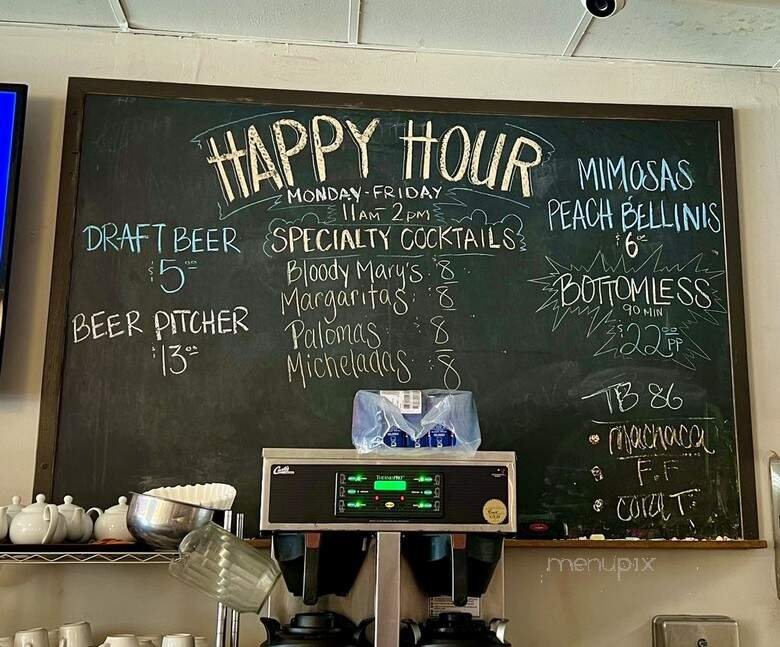 HAPPY HOUR
MONDAY-FRIDAY
11AM 2PM
DRAFT BEER
$5.00
BEER PITCHER
$13.00
SPECIALTY COCKTAILS
Bloody Mary's $8
Margaritas $8
Palomas $8
Micheladas $8
MIMOSAS
PEACH BELLINIS
$6.00
BOTTOMLESS
90 MIN
$22.00 PP
TB 86
machaca
F.F
Coral T.
Curtis
THERMOPRO
menupix